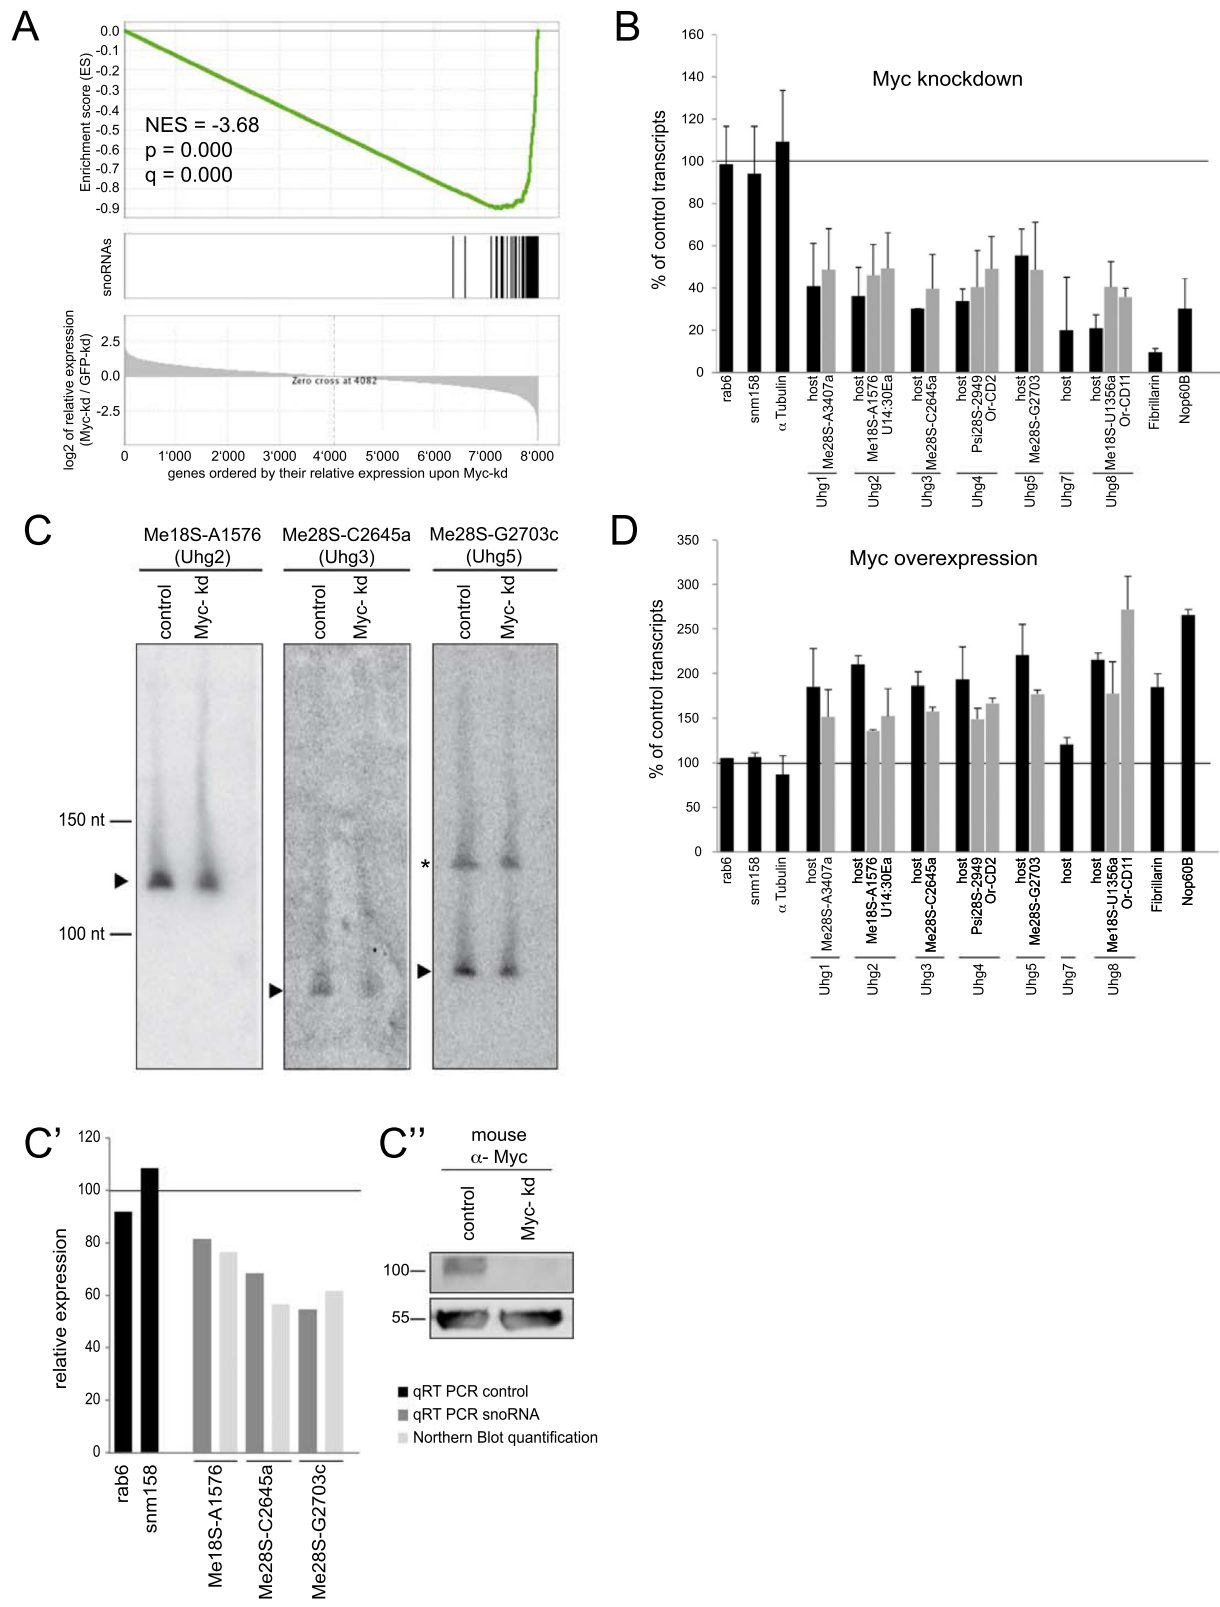 A
0.0
-0.1
-0.2
-0.3
-0.4
-0.5
-0.6
-0.7
-0.8
-0.9
Enrichment score (ES)
NES = -3.68
p = 0.000
q = 0.000
snoRNAs
log2 of relative expression
(Myc-kd / GFP-kd)
2.5
0.0
-2.5
Zero cross at 4082
0 1'000 2'000 3'000 4'000 5'000 6'000 7'000 8'000
genes ordered by their relative expression upon Myc-kd
B
Myc knockdown
% of control transcripts
160
140
120
100
80
60
40
20
0
rab6
snm158
α Tubulin
host
Me28S-A3407a
host
Me18S-A1576
U14:30Ea
host
Me28S-C2645a
host
Psi28S-2949
Or-CD2
host
Me28S-G2703
host
host
Me18S-U1356a
Or-CD11
Fibrillarin
Nop60B
Uhg1
Uhg2
Uhg3
Uhg4
Uhg5
Uhg7
Uhg8
C
Me18S-A1576
(Uhg2)
Me28S-C2645a
(Uhg3)
Me28S-G2703c
(Uhg5)
control
Myc- kd
control
Myc- kd
control
Myc- kd
150 nt
100 nt
*
D
Myc overexpression
% of control transcripts
350
300
250
200
150
100
50
0
rab6
snm158
α Tubulin
host
Me28S-A3407a
host
Me18S-A1576
U14:30Ea
host
Me28S-C2645a
host
Psi28S-2949
Or-CD2
host
Me28S-G2703
host
host
Me18S-U1356a
Or-CD11
Fibrillarin
Nop60B
Uhg1
Uhg2
Uhg3
Uhg4
Uhg5
Uhg7
Uhg8
C’
relative expression
120
100
80
60
40
20
0
rab6
snm158
Me18S-A1576
Me28S-C2645a
Me28S-G2703c
C’’
mouse
α- Myc
control
Myc- kd
100
55
qRT PCR control
qRT PCR snoRNA
Northern Blot quantification